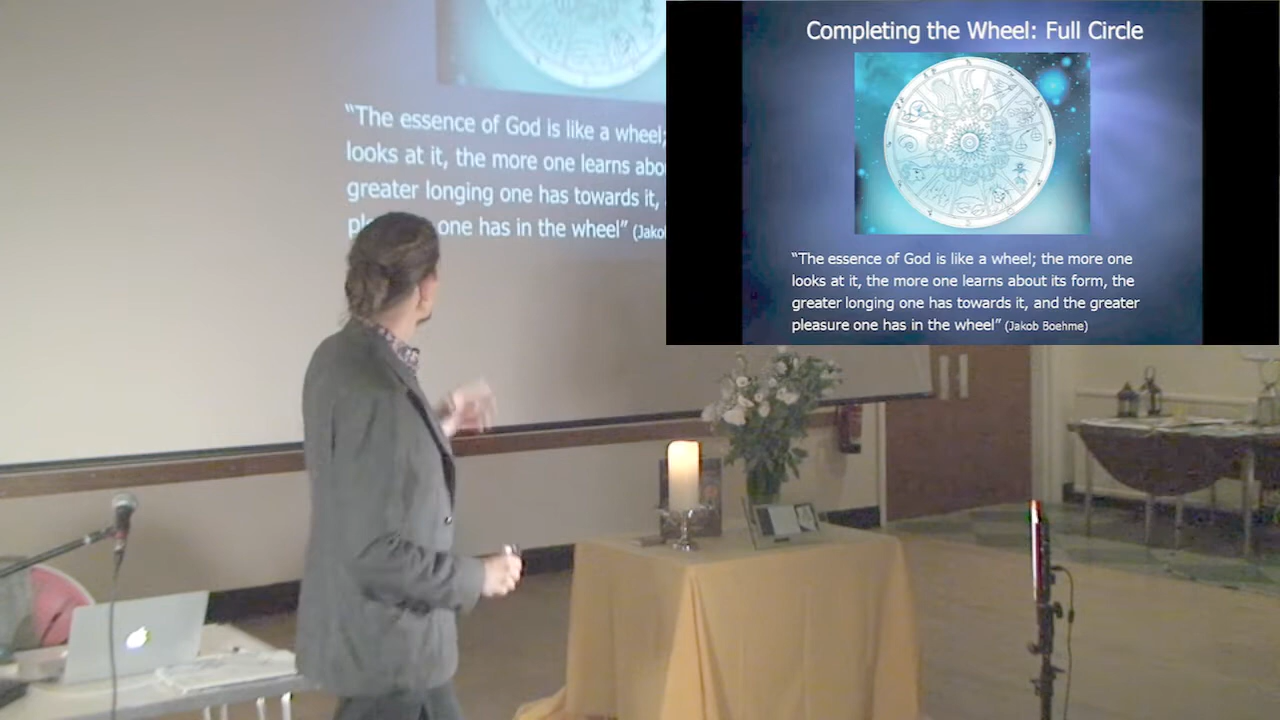 Completing the Wheel: Full Circle
“The essence of God is like a wheel; the more one
looks at it, the more one learns about its form, the
greater longing one has towards it, and the greater
pleasure one has in the wheel” (Jakob Boehme)
“The essence of God is like a wheel;
looks at it, the more one learns abo
greater longing one has towards it,
one has in the wheel” (Jakol